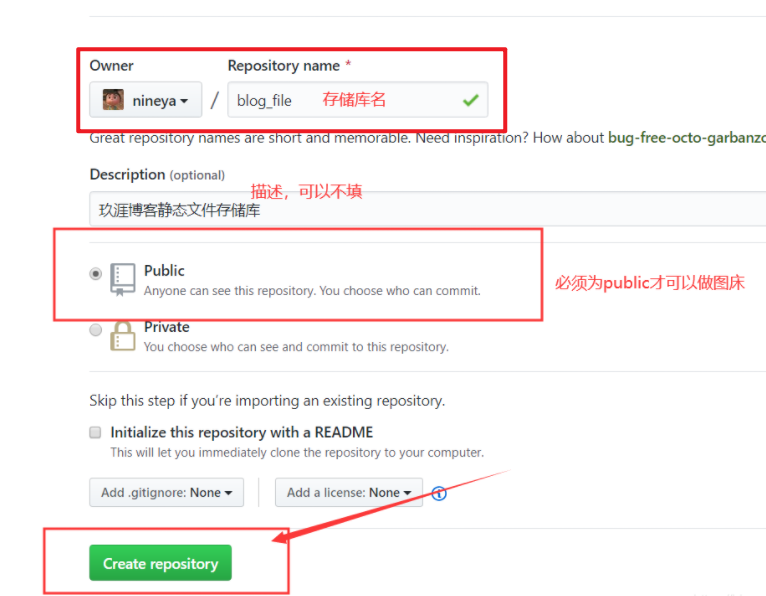 Owner Repository name *
nineya / blog_file 存储库名
Great repository names are short and memorable. Need inspiration? How about bug-free-octo-garbanzo
Description (optional)
描述，可以不填
玖涯博客静态文件存储库
Public
Anyone can see this repository. You choose who can commit.
必须为public才可以做图床
Private
You choose who can see and commit to this repository.
Skip this step if you’re importing an existing repository.
Initialize this repository with a README
This will let you immediately clone the repository to your computer.
Add .gitignore: None Add a license: None
Create repository